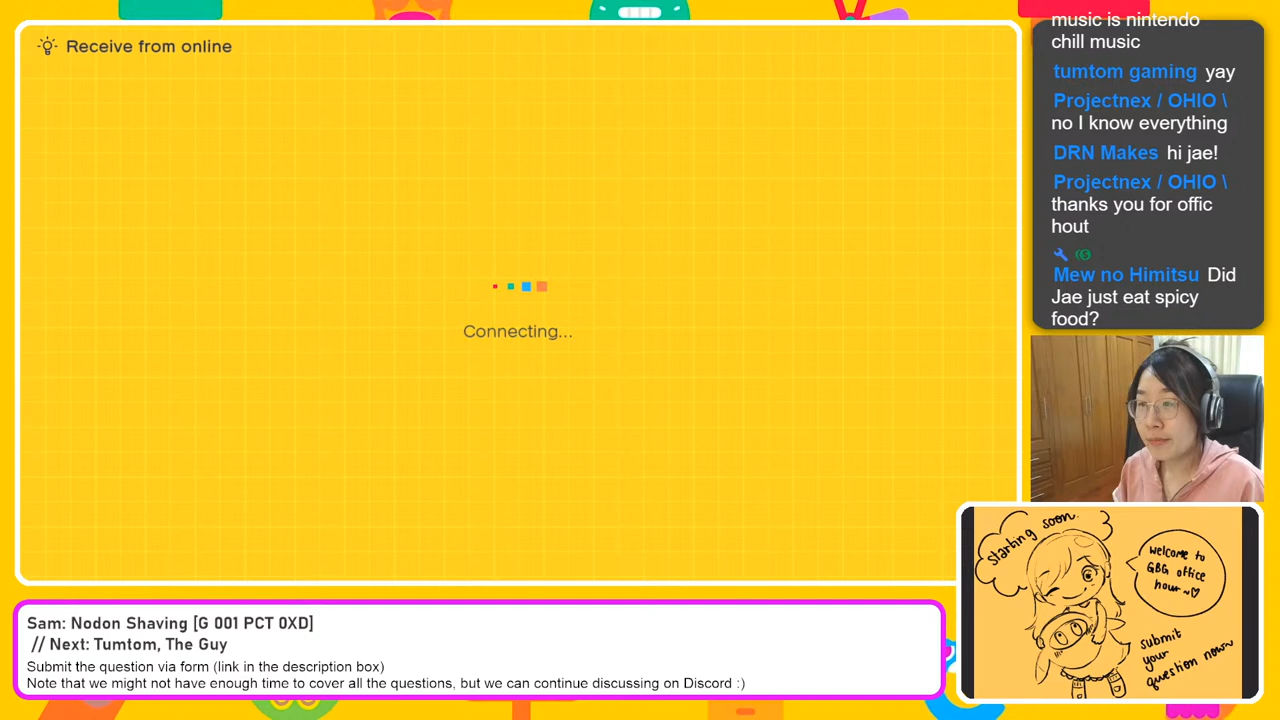 Receive from online
Connecting...
music is nintendo
chill music
tumtom gaming yay
Projectnex / OHIO \
no I know everything
DRN Makes hi jae!
Projectnex / OHIO \
thanks you for offic
hout
Mew no Himitsu Did
Jae just eat spicy
food?
starting soon.
welcome to
GBG office
hour~♡
submit
your
question now~
Sam: Nodon Shaving [G 001 PCT 0XD]
// Next: Tumtom, The Guy
Submit the question via form (link in the description box)
Note that we might not have enough time to cover all the questions, but we can continue discussing on Discord :)